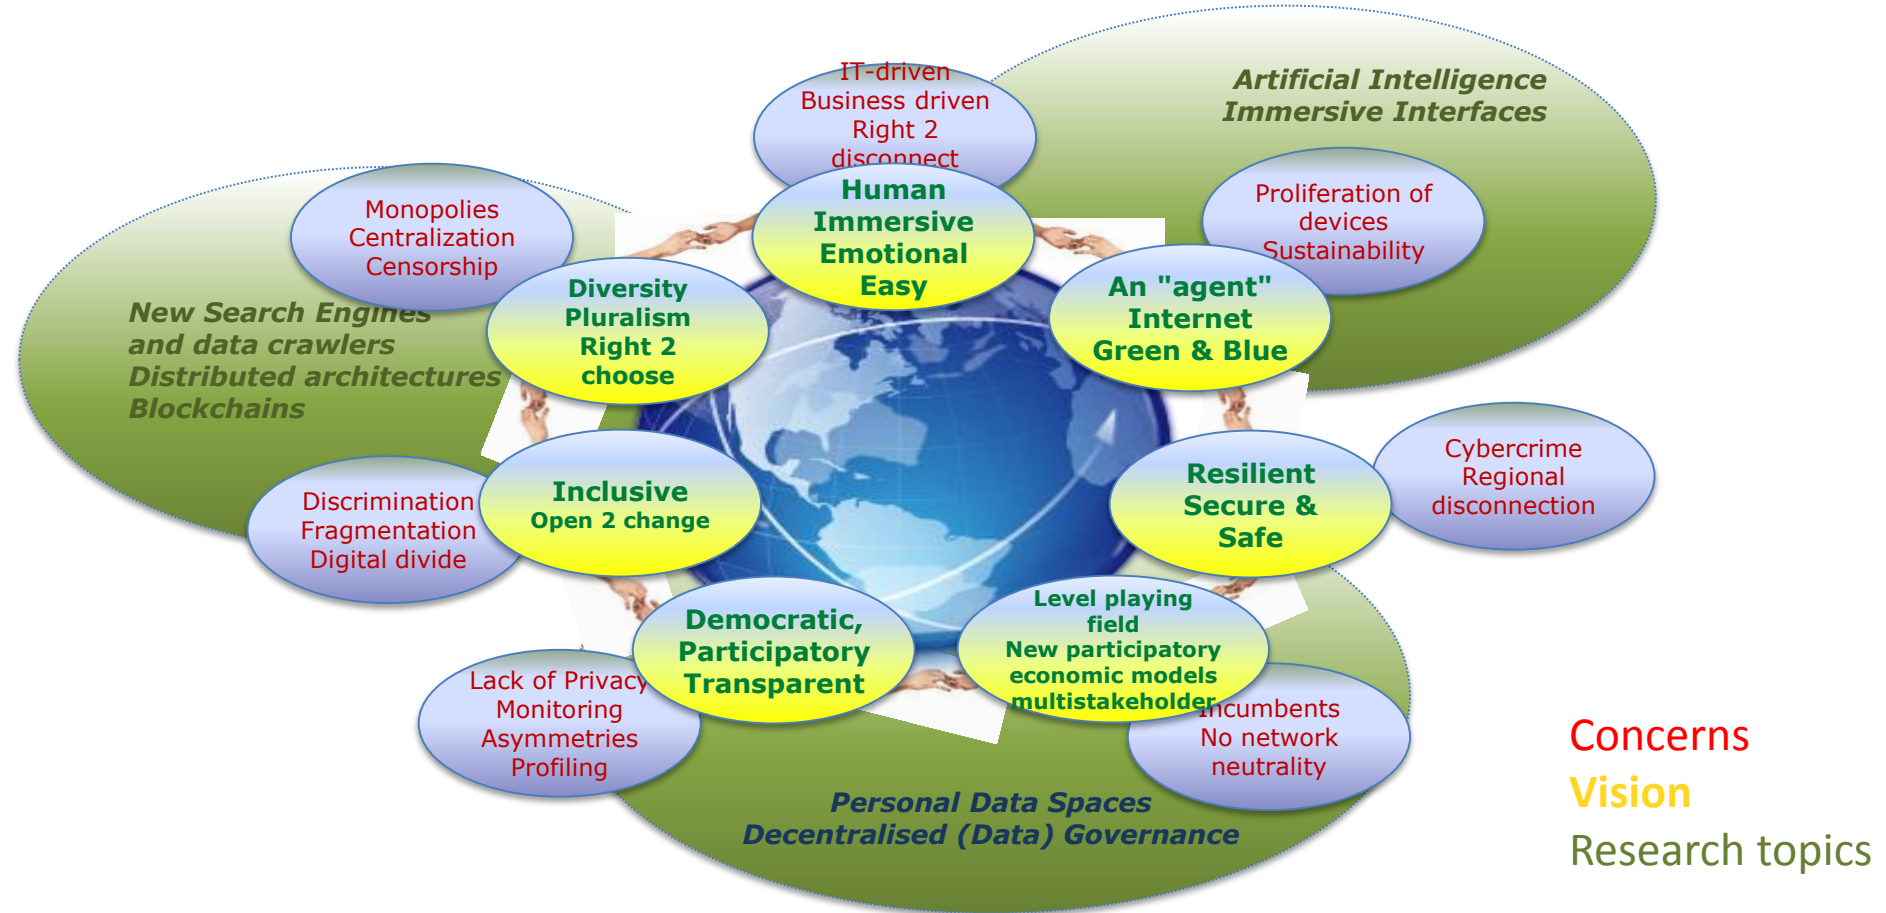 IT-driven
Business driven
Right 2
disconnect
Artificial Intelligence
Immersive Interfaces
Human
Immersive
Emotional
Easy
Monopolies
Centralization
Censorship
Proliferation of
devices
Sustainability
Diversity
Pluralism
Right 2
choose
An "agent"
Internet
Green & Blue
New Search Engines
and data crawlers
Distributed architectures
Blockchains
Inclusive
Open 2 change
Resilient
Secure &
Safe
Cybercrime
Regional
disconnection
Discrimination
Fragmentation
Digital divide
Democratic,
Participatory
Transparent
Level playing
field
New participatory
economic models
multistakeholder
Lack of Privacy
Monitoring
Asymmetries
Profiling
Incumbents
No network
neutrality
Personal Data Spaces
Decentralised (Data) Governance
Concerns
Vision
Research topics